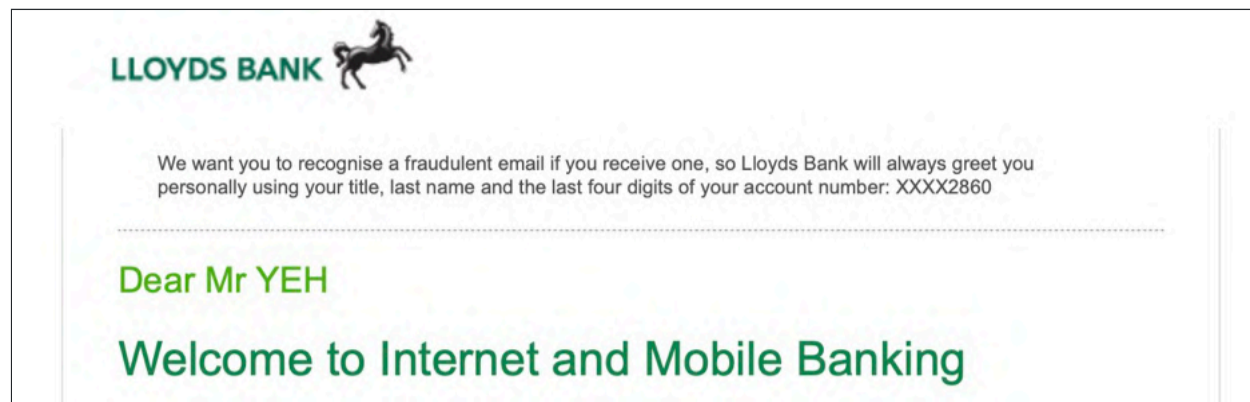 LLOYDS BANK
We want you to recognise a fraudulent email if you receive one, so Lloyds Bank will always greet you
personally using your title, last name and the last four digits of your account number: XXXX2860
Dear Mr YEH
Welcome to Internet and Mobile Banking